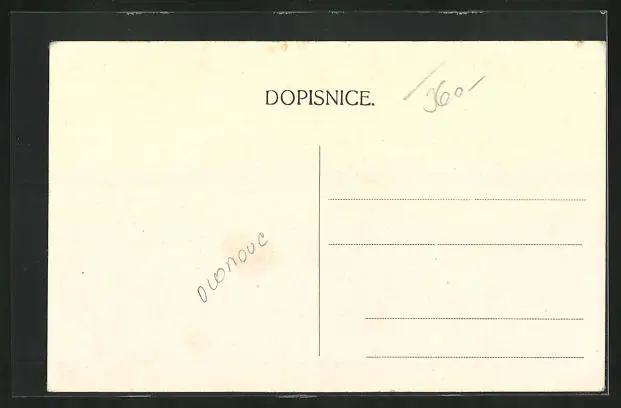 DOPISNICE.
360-
OLOMOUC